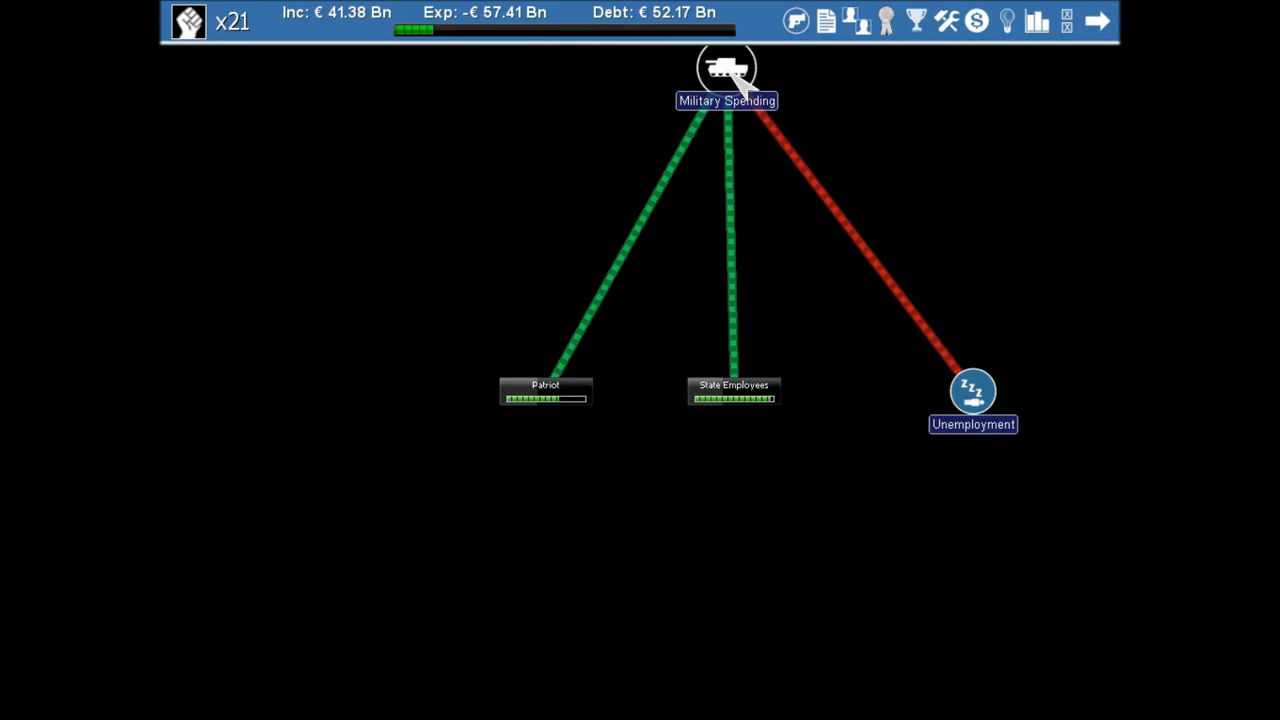 x21
Inc: € 41.38 Bn
Exp: -€ 57.41 Bn
Debt: € 52.17 Bn
Military Spending
Patriot
State Employees
zzz
Unemployment